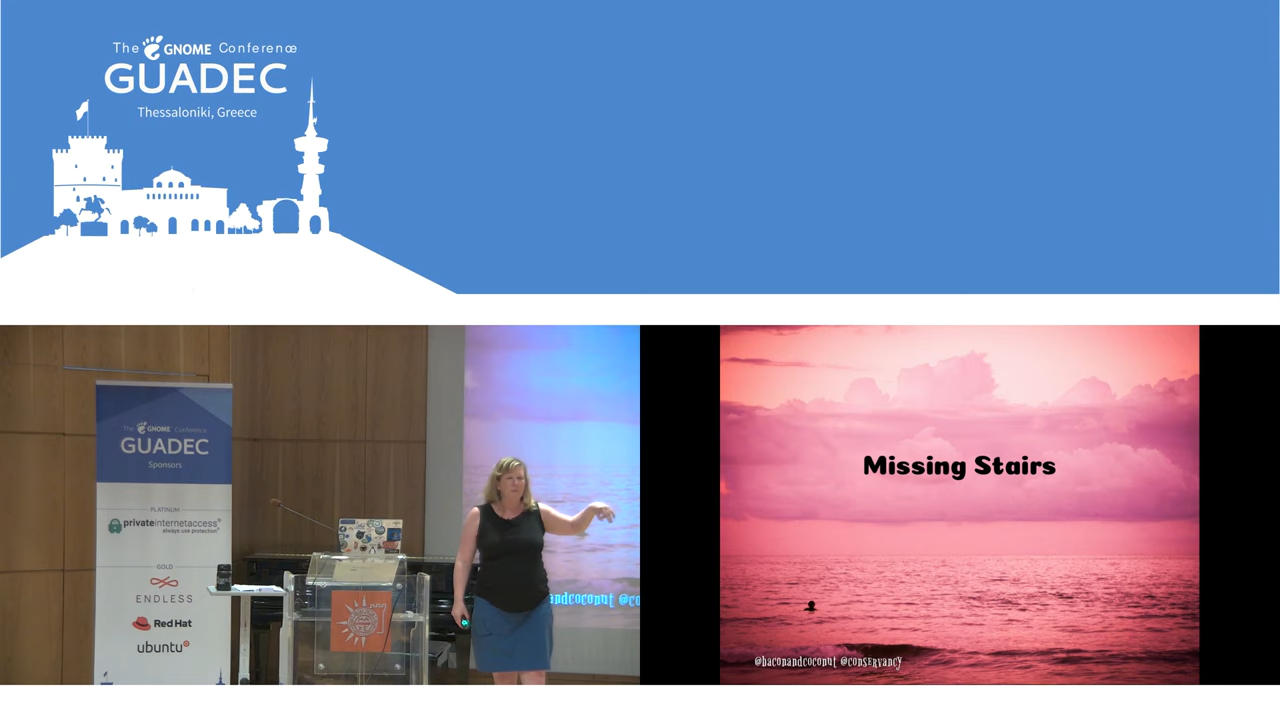 The GNOME Conference
GUADEC
Thessaloniki, Greece
The GNOME Conference
GUADEC
Sponsors
PLATINUM
privateinternetaccess
always use protection
GOLD
ENDLESS
Red Hat
ubuntu
andcoconut @co
Missing Stairs
@baconandcoconut @conservancy